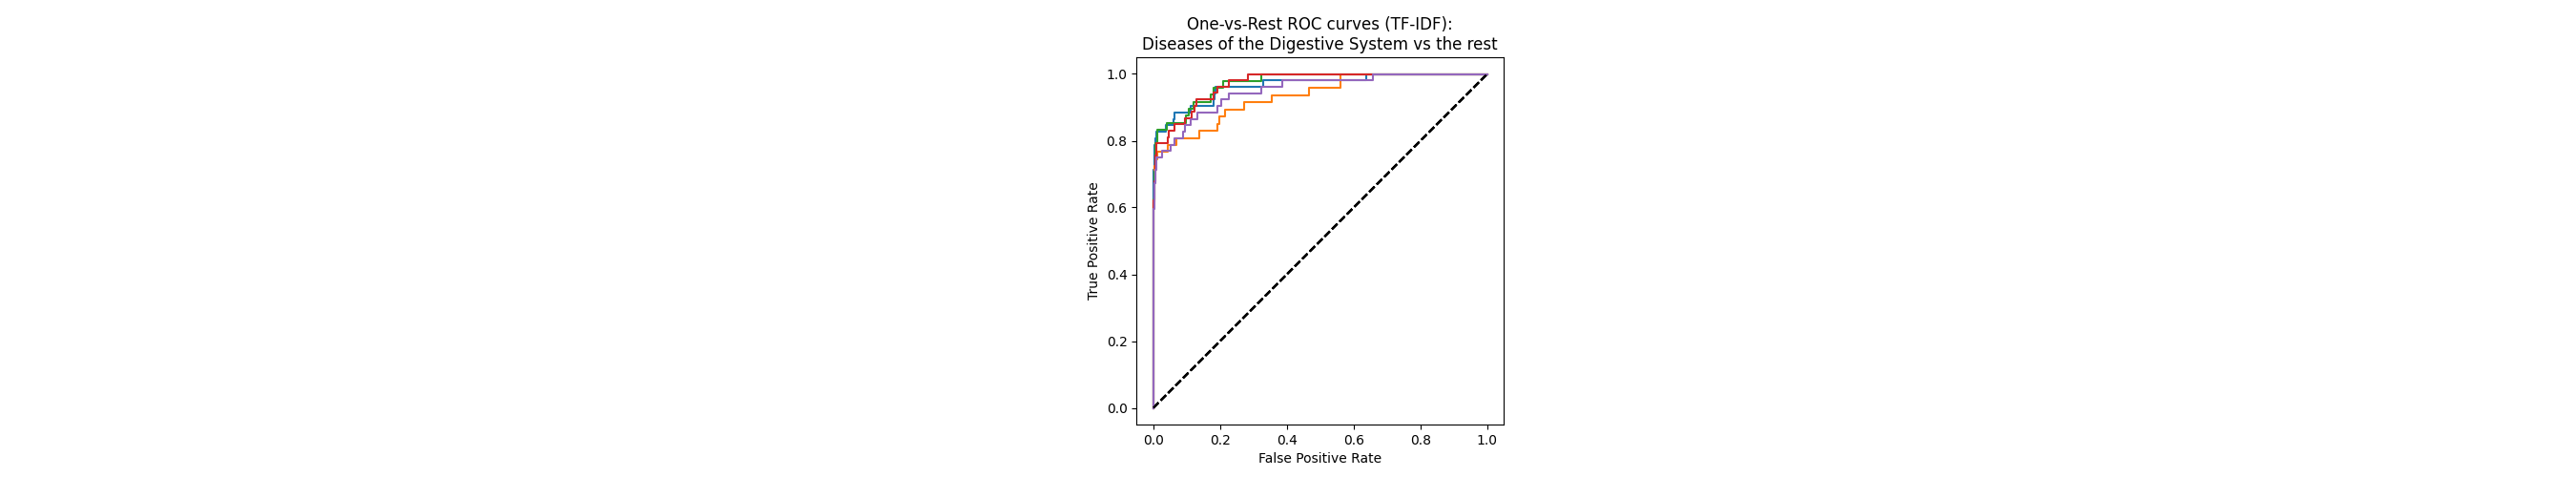 One-vs-Rest ROC curves (TF-IDF):
Diseases of the Digestive System vs the rest
1.0
0.8
0.6
0.4
0.2
0.0
True Positive Rate
0.0 0.2 0.4 0.6 0.8 1.0
False Positive Rate